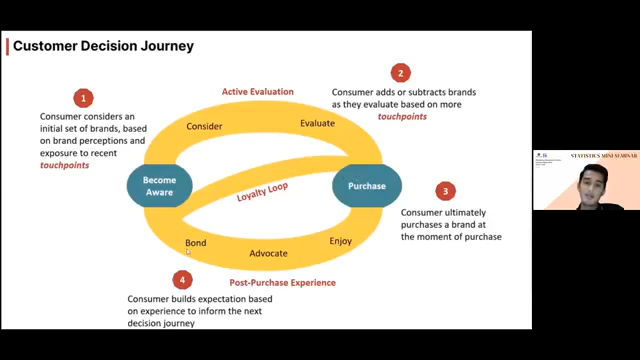 Customer Decision Journey
1
Consumer considers an
initial set of brands, based
on brand perceptions and
exposure to recent
touchpoints
Active Evaluation
Consider
Evaluate
2
Consumer adds or subtracts brands
as they evaluate based on more
touchpoints
Become
Aware
Loyalty Loop
Purchase
3
Consumer ultimately
purchases a brand at
the moment of purchase
Bond
Advocate
Enjoy
Post-Purchase Experience
4
Consumer builds expectation based
on experience to inform the next
decision journey
STATISTICS MINI SEMINAR